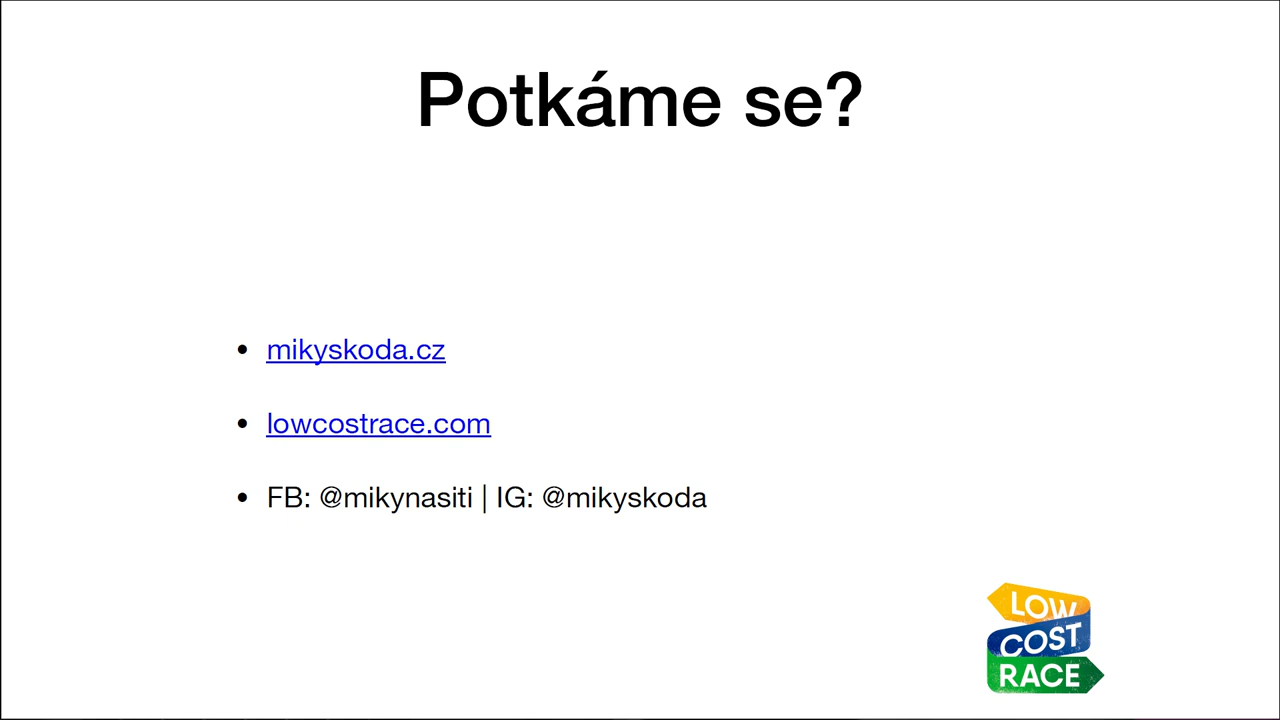 Potkáme se?
• mikyskoda.cz
• lowcostrace.com
• FB: @mikynasiti | IG: @mikyskoda
LOW
COST
RACE